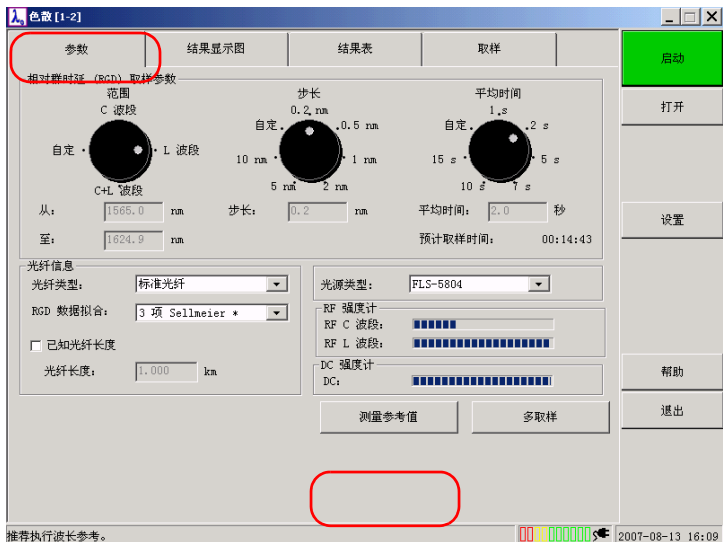 色散 [1-2]
参数 结果显示图 结果表 取样
启动
打开
设置
帮助
退出
相对群时延 (RGD) 取样参数
范围
C 波段
自定
L 波段
C+L 波段
从: 1565.0 nm
至: 1624.9 nm
步长
0.2 nm
自定 0.5 nm
10 nm 1 nm
5 nm 2 nm
步长: 0.2 nm
平均时间
1 s
自定 2 s
15 s 5 s
10 s 7 s
平均时间: 2.0 秒
预计取样时间: 00:14:43
光纤信息
光纤类型: 标准光纤
RGD 数据拟合: 3 项 Sellmeier *
已知光纤长度
光纤长度: 1.000 km
光源类型: FLS-5804
RF 强度计
RF C 波段:
RF L 波段:
DC 强度计
DC:
测量参考值 多取样
推荐执行波长参考。
2007-08-13 16:09